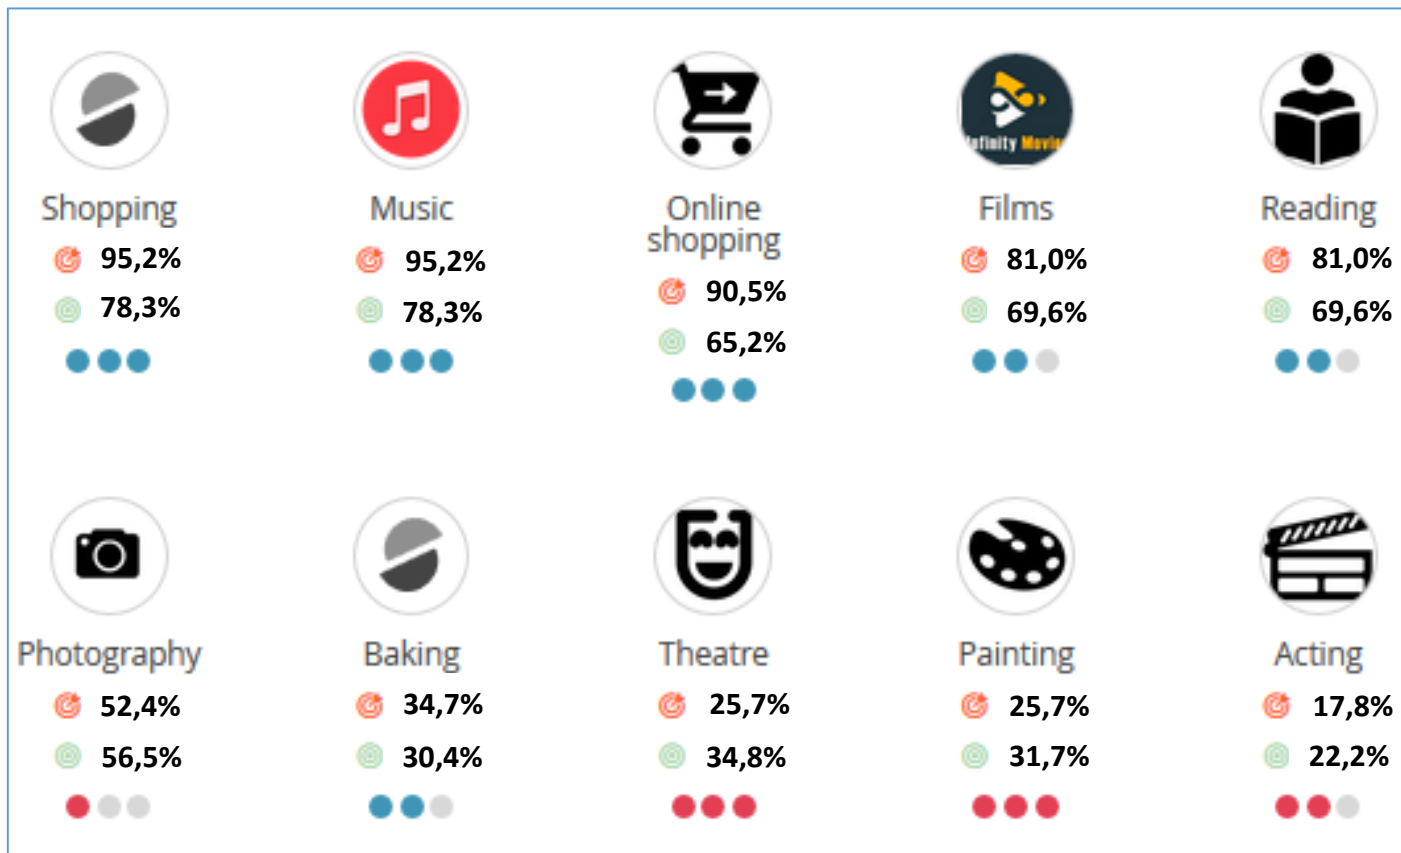 Infinity Movie
Shopping
95,2%
78,3%
Music
95,2%
78,3%
Online
shopping
90,5%
65,2%
Films
81,0%
69,6%
Reading
81,0%
69,6%
Photography
52,4%
56,5%
Baking
34,7%
30,4%
Theatre
25,7%
34,8%
Painting
25,7%
31,7%
Acting
17,8%
22,2%